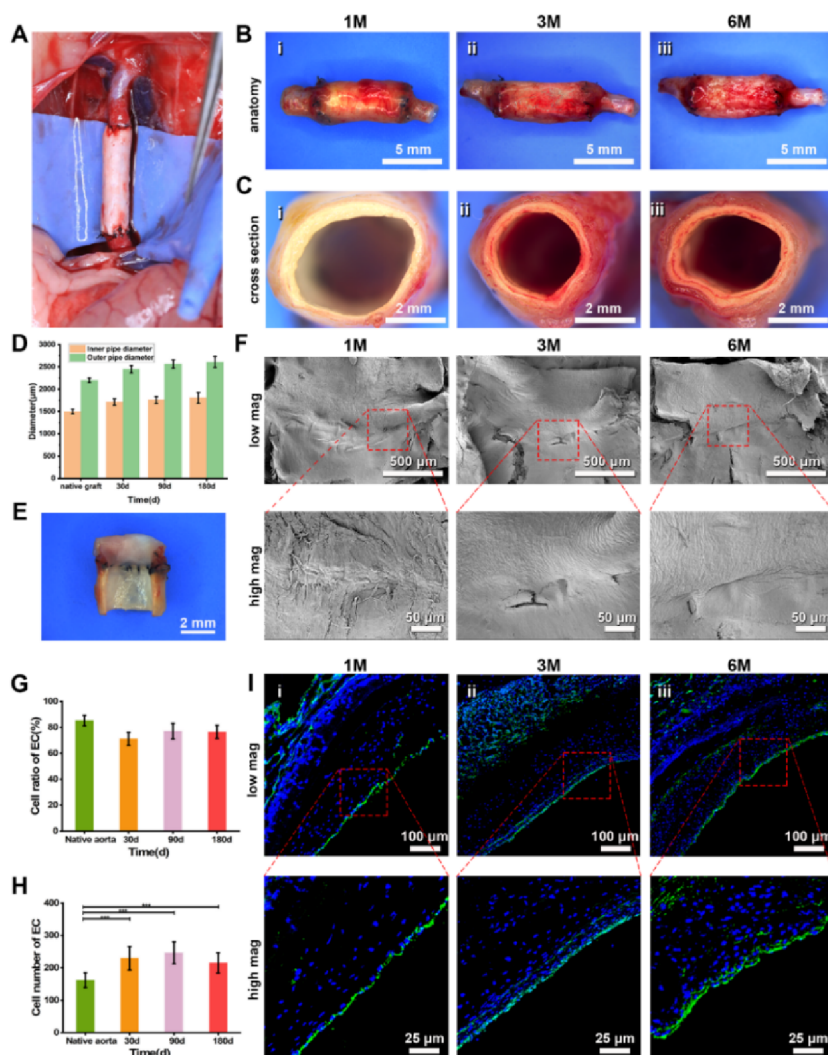 1M 3M 6M
A
B
i ii iii
anatomy
5 mm 5 mm 5 mm
C
i ii iii
cross section
2 mm 2 mm 2 mm
D
3000
2500
2000
1500
1000
500
0
Diameter(μm)
Inner pipe diameter
Outer pipe diameter
native graft 30d 90d 180d
Time(d)
E
2 mm
F
1M 3M 6M
low mag
500 μm 500 μm 500 μm
high mag
50 μm 50 μm 50 μm
G
100
80
60
40
20
0
Cell ratio of EC(%)
Native aorta 30d 90d 180d
Time(d)
H
400
300
200
100
0
Cell number of EC
***
***
***
Native aorta 30d 90d 180d
Time(d)
I
1M 3M 6M
i ii iii
low mag
100 μm 100 μm 100 μm
high mag
25 μm 25 μm 25 μm